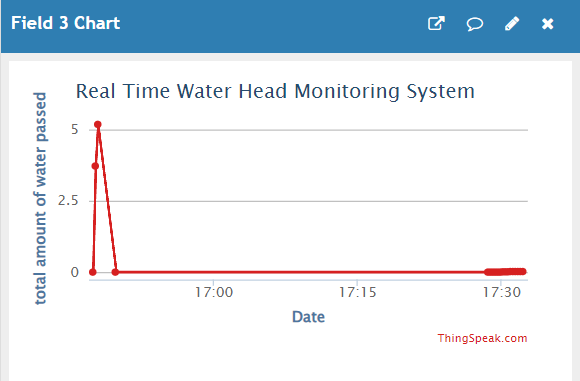 Field 3 Chart
Real Time Water Head Monitoring System
total amount of water passed
5
2.5
0
17:00
17:15
17:30
Date
ThingSpeak.com